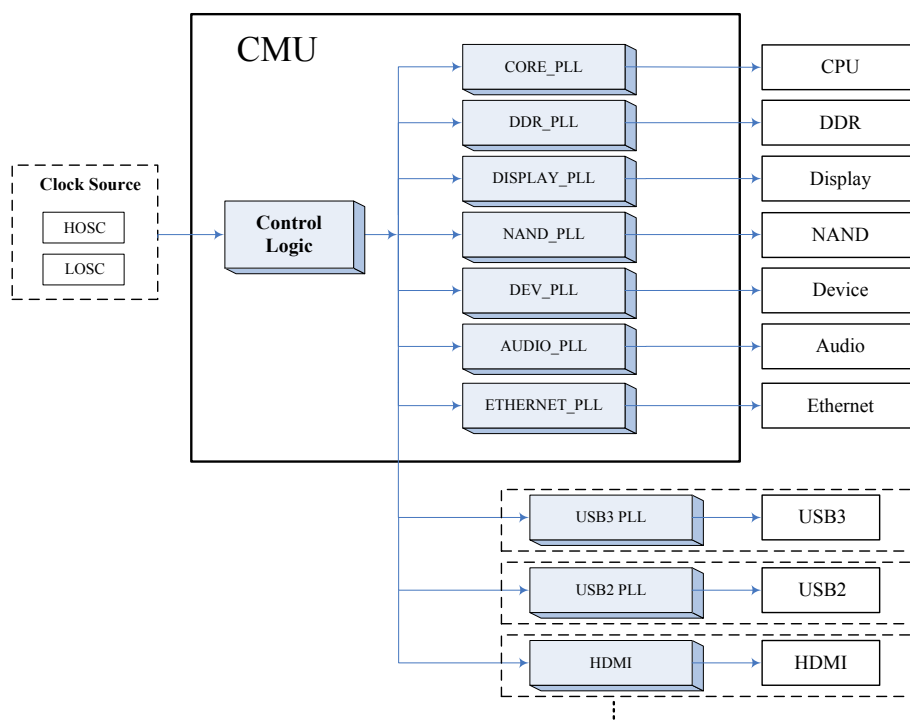 CMU
Clock Source
HOSC
LOSC
Control
Logic
CORE_PLL
CPU
DDR_PLL
DDR
DISPLAY_PLL
Display
NAND_PLL
NAND
DEV_PLL
Device
AUDIO_PLL
Audio
ETHERNET_PLL
Ethernet
USB3 PLL
USB3
USB2 PLL
USB2
HDMI
HDMI